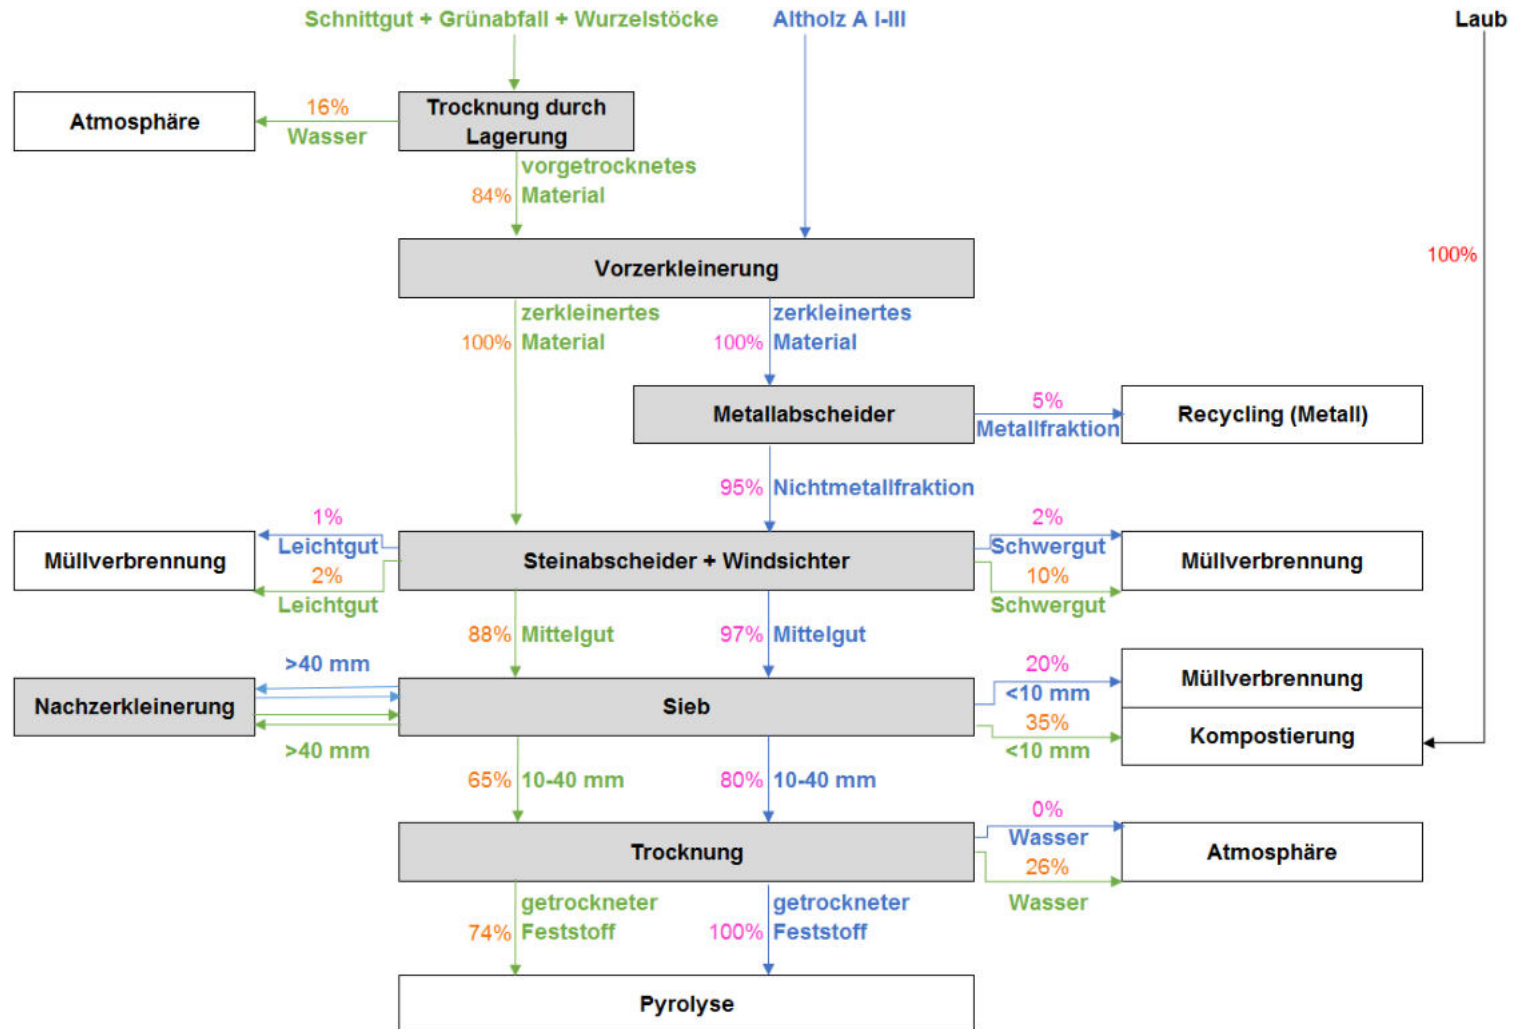 Schnittgut + Grünabfall + Wurzelstöcke
Altholz A I-III
Laub
Atmosphäre
16%
Wasser
Trocknung durch
Lagerung
vorgetrocknetes
84% Material
Vorzerkleinerung
100%
zerkleinertes
100% Material
zerkleinertes
100% Material
Metallabscheider
5%
Metallfraktion
Recycling (Metall)
95% Nichtmetallfraktion
Müllverbrennung
1%
Leichtgut
2%
Leichtgut
Steinabscheider + Windsichter
2%
Schwergut
10%
Schwergut
Müllverbrennung
88% Mittelgut
97% Mittelgut
>40 mm
Nachzerkleinerung
>40 mm
Sieb
20%
<10 mm
35%
<10 mm
Müllverbrennung
Kompostierung
65% 10-40 mm
80% 10-40 mm
Trocknung
0%
Wasser
26%
Wasser
Atmosphäre
getrockneter
74% Feststoff
getrockneter
100% Feststoff
Pyrolyse